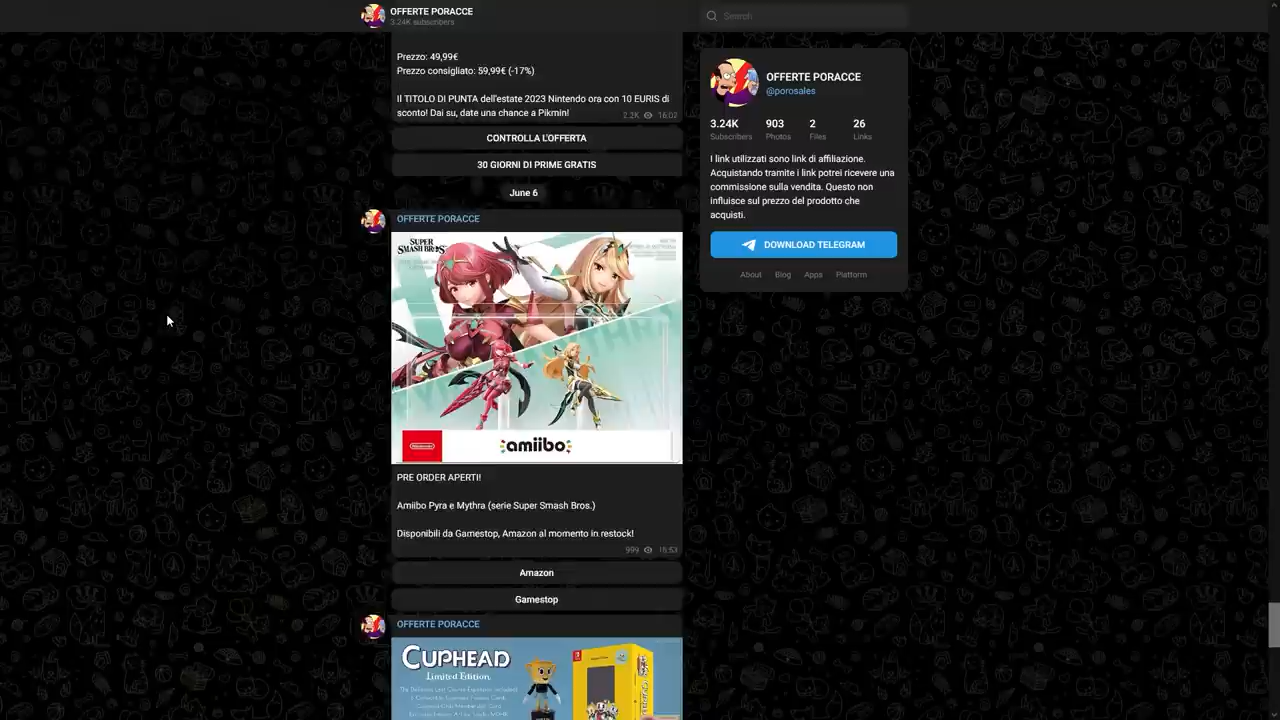 OFFERTE PORACCE
3.24K subscribers
Search
Prezzo: 49,99€
Prezzo consigliato: 59,99€ (-17%)
Il TITOLO DI PUNTA dell'estate 2023 Nintendo ora con 10 EURIS di
sconto! Dai su, date una chance a Pikmin!
2.2K 16:02
CONTROLLA L'OFFERTA
30 GIORNI DI PRIME GRATIS
June 6
OFFERTE PORACCE
SUPER
SMASH BROS
Nintendo
amiibo
PRE ORDER APERTI!
Amiibo Pyra e Mythra (serie Super Smash Bros.)
Disponibili da Gamestop, Amazon al momento in restock!
999
Amazon
Gamestop
OFFERTE PORACCE
CUPHEAD
Limited Edition
OFFERTE PORACCE
@porosales
3.24K 903 2 26
Subscribers Photos Files Links
I link utilizzati sono link di affiliazione.
Acquistando tramite i link potrei ricevere una
commissione sulla vendita. Questo non
influisce sul prezzo del prodotto che
acquisti.
DOWNLOAD TELEGRAM
About Blog Apps Platform